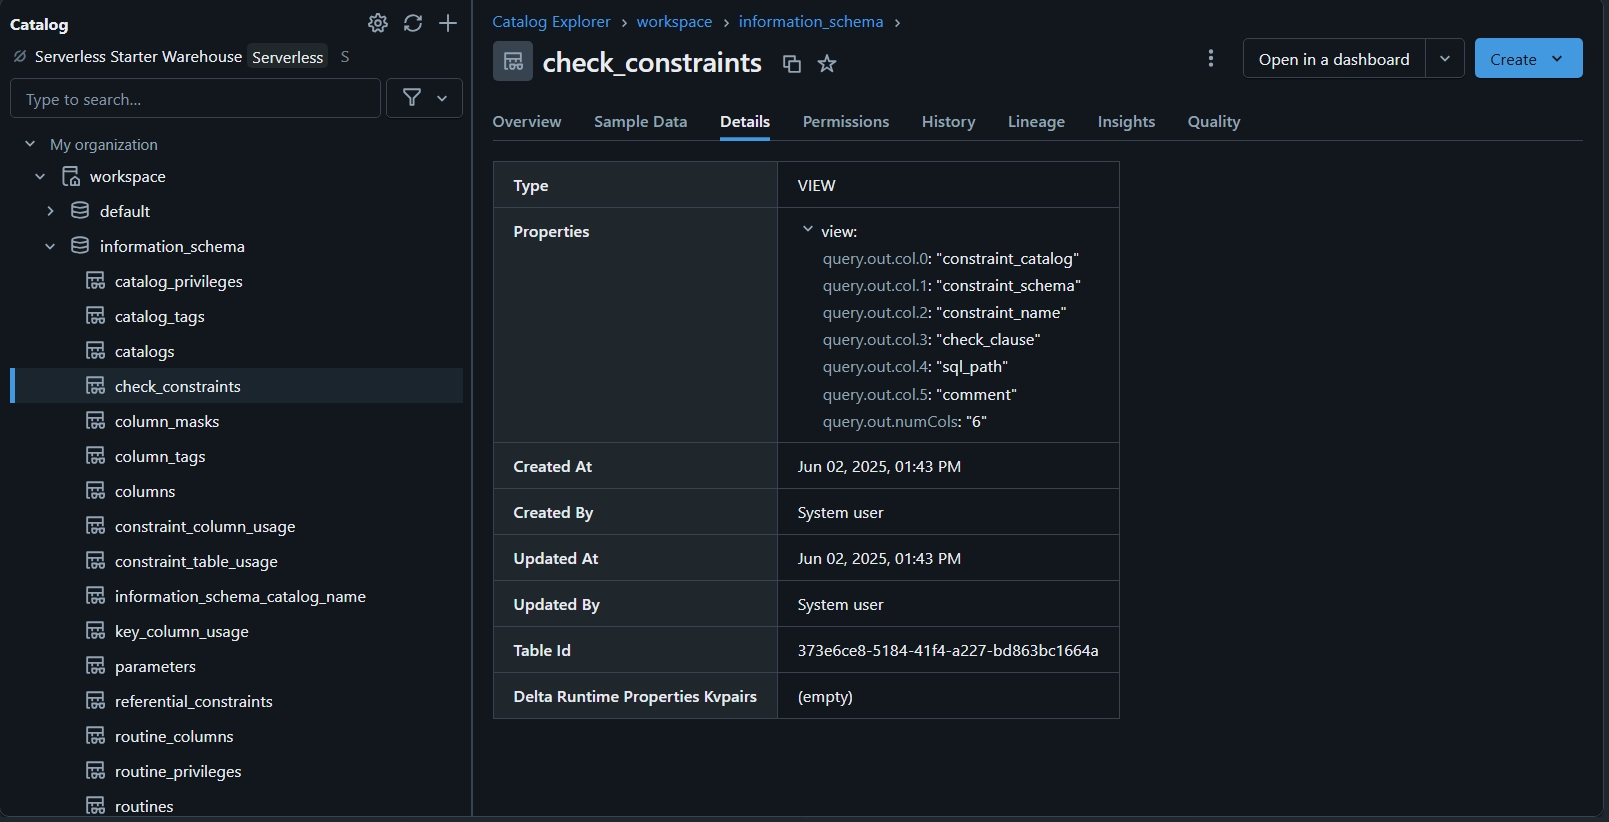 Catalog
Serverless Starter Warehouse Serverless S
Type to search...
My organization
workspace
default
information_schema
catalog_privileges
catalog_tags
catalogs
check_constraints
column_masks
column_tags
columns
constraint_column_usage
constraint_table_usage
information_schema_catalog_name
key_column_usage
parameters
referential_constraints
routine_columns
routine_privileges
routines
Catalog Explorer › workspace › information_schema ›
check_constraints
Open in a dashboard
Create
Overview Sample Data Details Permissions History Lineage Insights Quality
Type VIEW
Properties view:
query.out.col.0: "constraint_catalog"
query.out.col.1: "constraint_schema"
query.out.col.2: "constraint_name"
query.out.col.3: "check_clause"
query.out.col.4: "sql_path"
query.out.col.5: "comment"
query.out.numCols: "6"
Created At Jun 02, 2025, 01:43 PM
Created By System user
Updated At Jun 02, 2025, 01:43 PM
Updated By System user
Table Id 373e6ce8-5184-41f4-a227-bd863bc1664a
Delta Runtime Properties Kvpairs (empty)